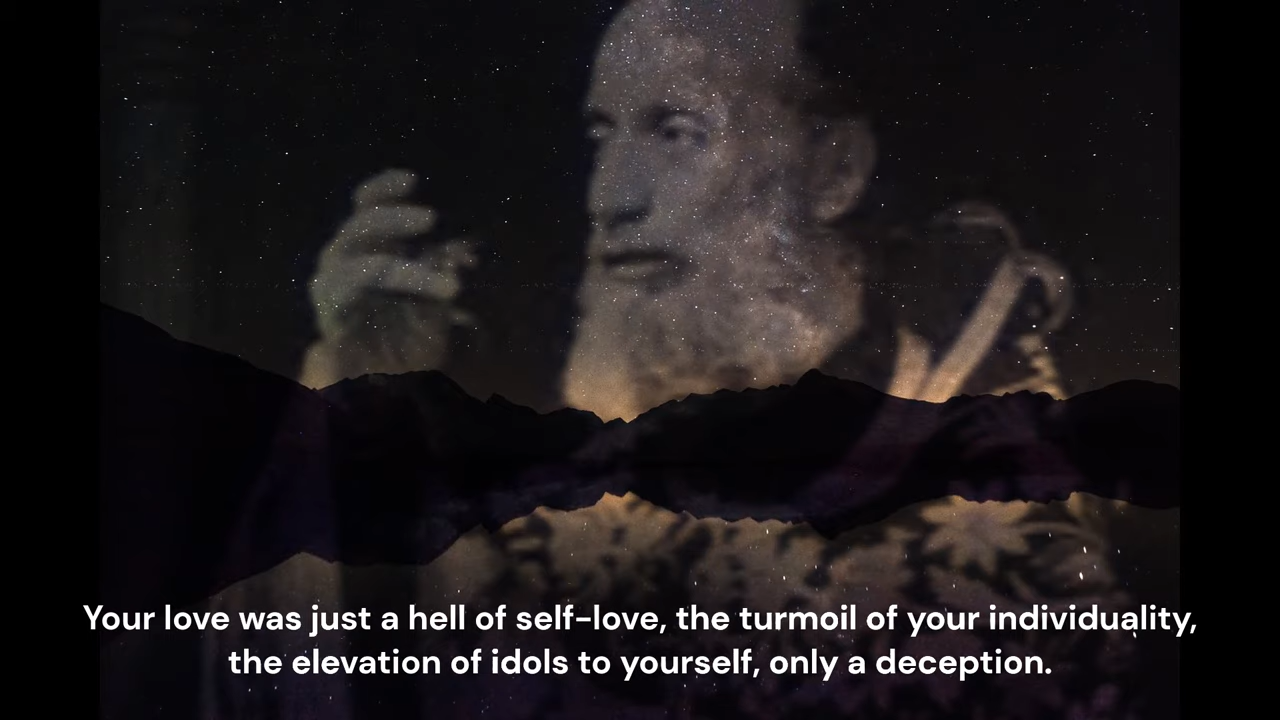 Your love was just a hell of self-love, the turmoil of your individuality,
the elevation of idols to yourself, only a deception.